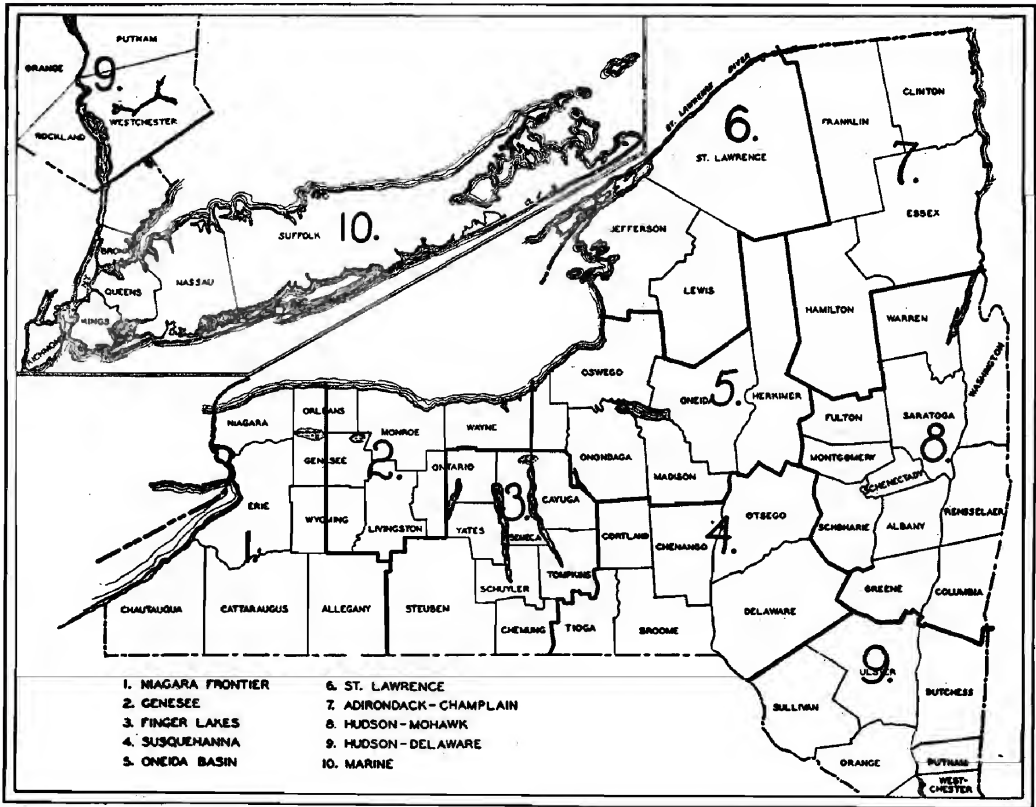 PUTNAM
ORANGE
9.
WESTCHESTER
ROCKLAND
BRONX
QUEENS
NASSAU
KINGS
RICHMOND
SUFFOLK
10.
ST. LAWRENCE RIVER
6.
ST. LAWRENCE
FRANKLIN
CLINTON
7.
ESSEX
JEFFERSON
LEWIS
HAMILTON
WARREN
WASHINGTON
OSWEGO
ONEIDA
5.
HERKIMER
FULTON
SARATOGA
8.
MONTGOMERY
SCHENECTADY
NIAGARA
ORLEANS
MONROE
WAYNE
GENESEE
2.
ONTARIO
ONONDAGA
MADISON
ERIE
1.
WYOMING
LIVINGSTON
YATES
3.
SENECA
CAYUGA
CORTLAND
CHENANGO
4.
OTSEGO
SCHOHARIE
ALBANY
RENSSELAER
SCHUYLER
TOMPKINS
CHAUTAUQUA
CATTARAUGUS
ALLEGANY
STEUBEN
CHEMUNG
TIOGA
BROOME
DELAWARE
GREENE
COLUMBIA
9.
ULSTER
SULLIVAN
DUTCHESS
ORANGE
PUTNAM
WEST-
CHESTER
1. NIAGARA FRONTIER
2. GENESEE
3. FINGER LAKES
4. SUSQUEHANNA
5. ONEIDA BASIN
6. ST. LAWRENCE
7. ADIRONDACK-CHAMPLAIN
8. HUDSON-MOHAWK
9. HUDSON-DELAWARE
10. MARINE